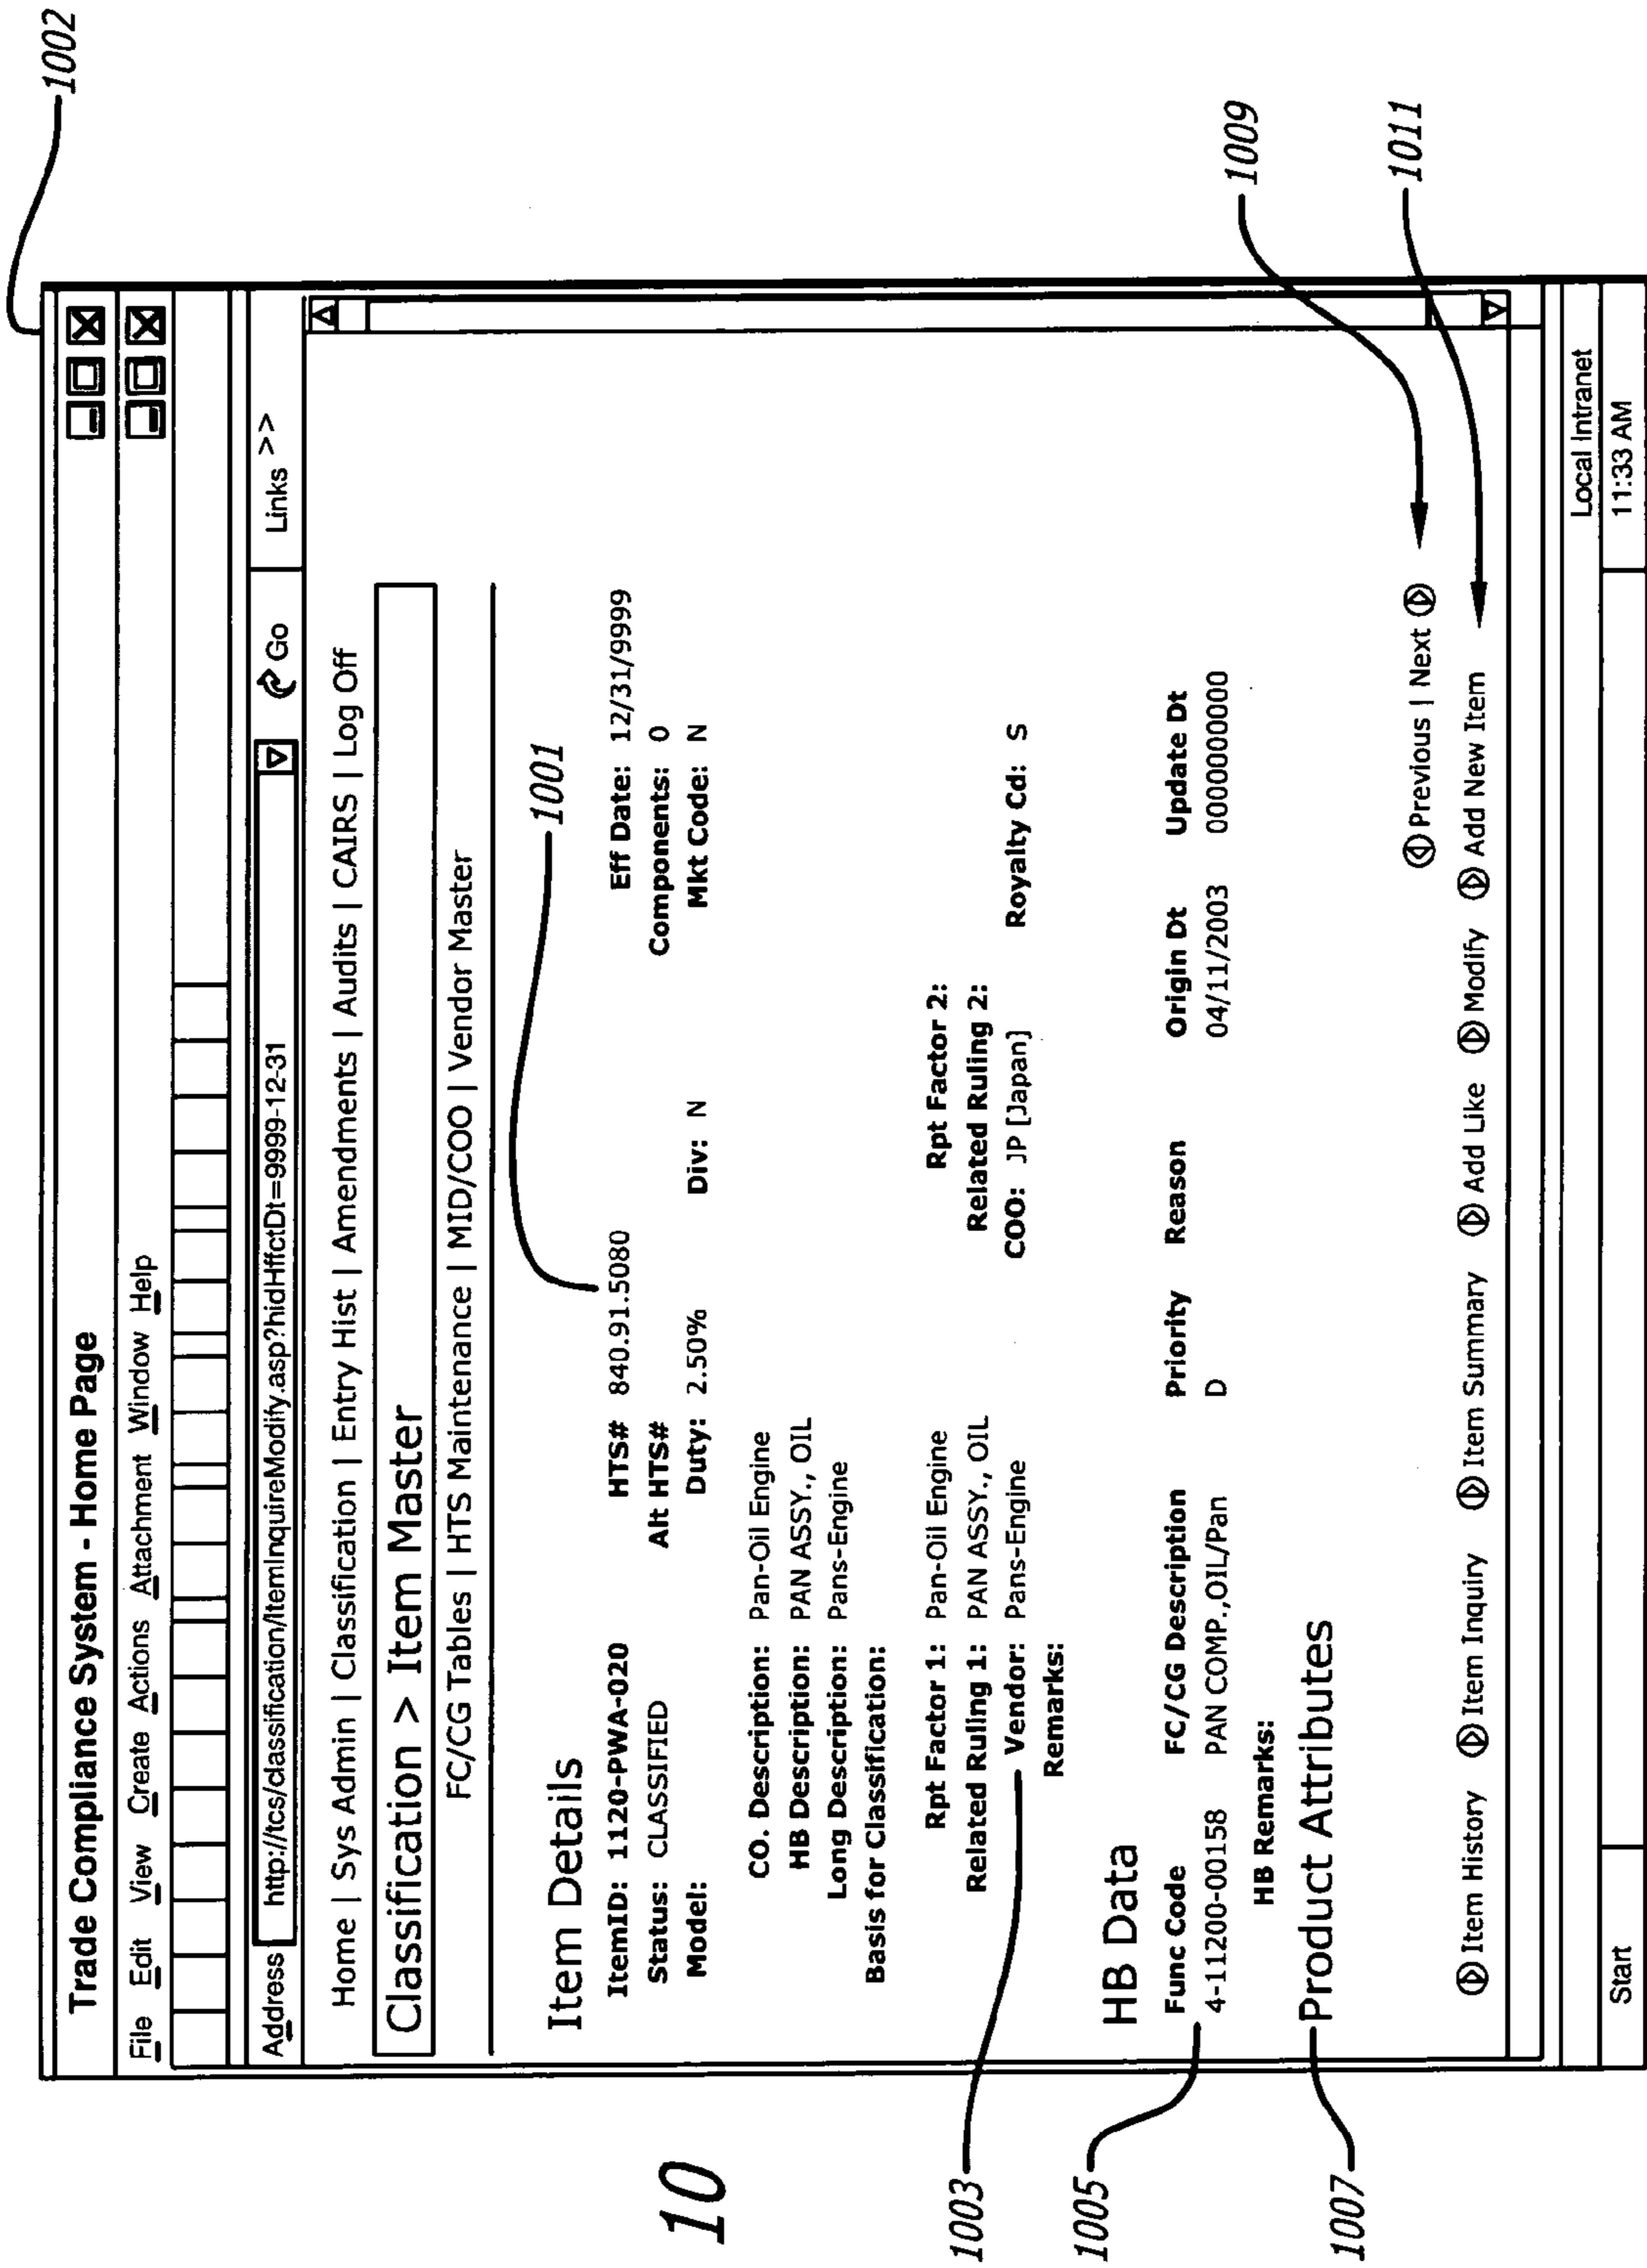 1002
Trade Compliance System - Home Page
File Edit View Create Actions Attachment Window Help
Address http://tcs/classification/ItemInquireModify.asp?hidHffctDt=9999-12-31 Go Links >>
Home | Sys Admin | Classification | Entry Hist | Amendments | Audits | CAIRS | Log Off
Classification > Item Master
FC/CG Tables | HTS Maintenance | MID/COO | Vendor Master
1001
Item Details
ItemID: 1120-PWA-020 HTS# 840.91.5080 Eff Date: 12/31/9999
Status: CLASSIFIED Alt HTS# Components: 0
Model: Duty: 2.50% Div: N Mkt Code: N
CO. Description: Pan-Oil Engine
HB Description: PAN ASSY., OIL
Long Description: Pans-Engine
Basis for Classification:
10
Rpt Factor 1: Pan-Oil Engine Rpt Factor 2:
Related Ruling 1: PAN ASSY., OIL Related Ruling 2:
1003 Vendor: Pans-Engine COO: JP [Japan] Royalty Cd: S
Remarks:
HB Data
1005
Func Code FC/CG Description Priority Reason Origin Dt Update Dt
4-11200-00158 PAN COMP.,OIL/Pan D 04/11/2003 0000000000
HB Remarks:
1007 Product Attributes
1009
Previous | Next
1011
Item History Item Inquiry Item Summary Add Like Modify Add New Item
Local Intranet
Start 11:33 AM